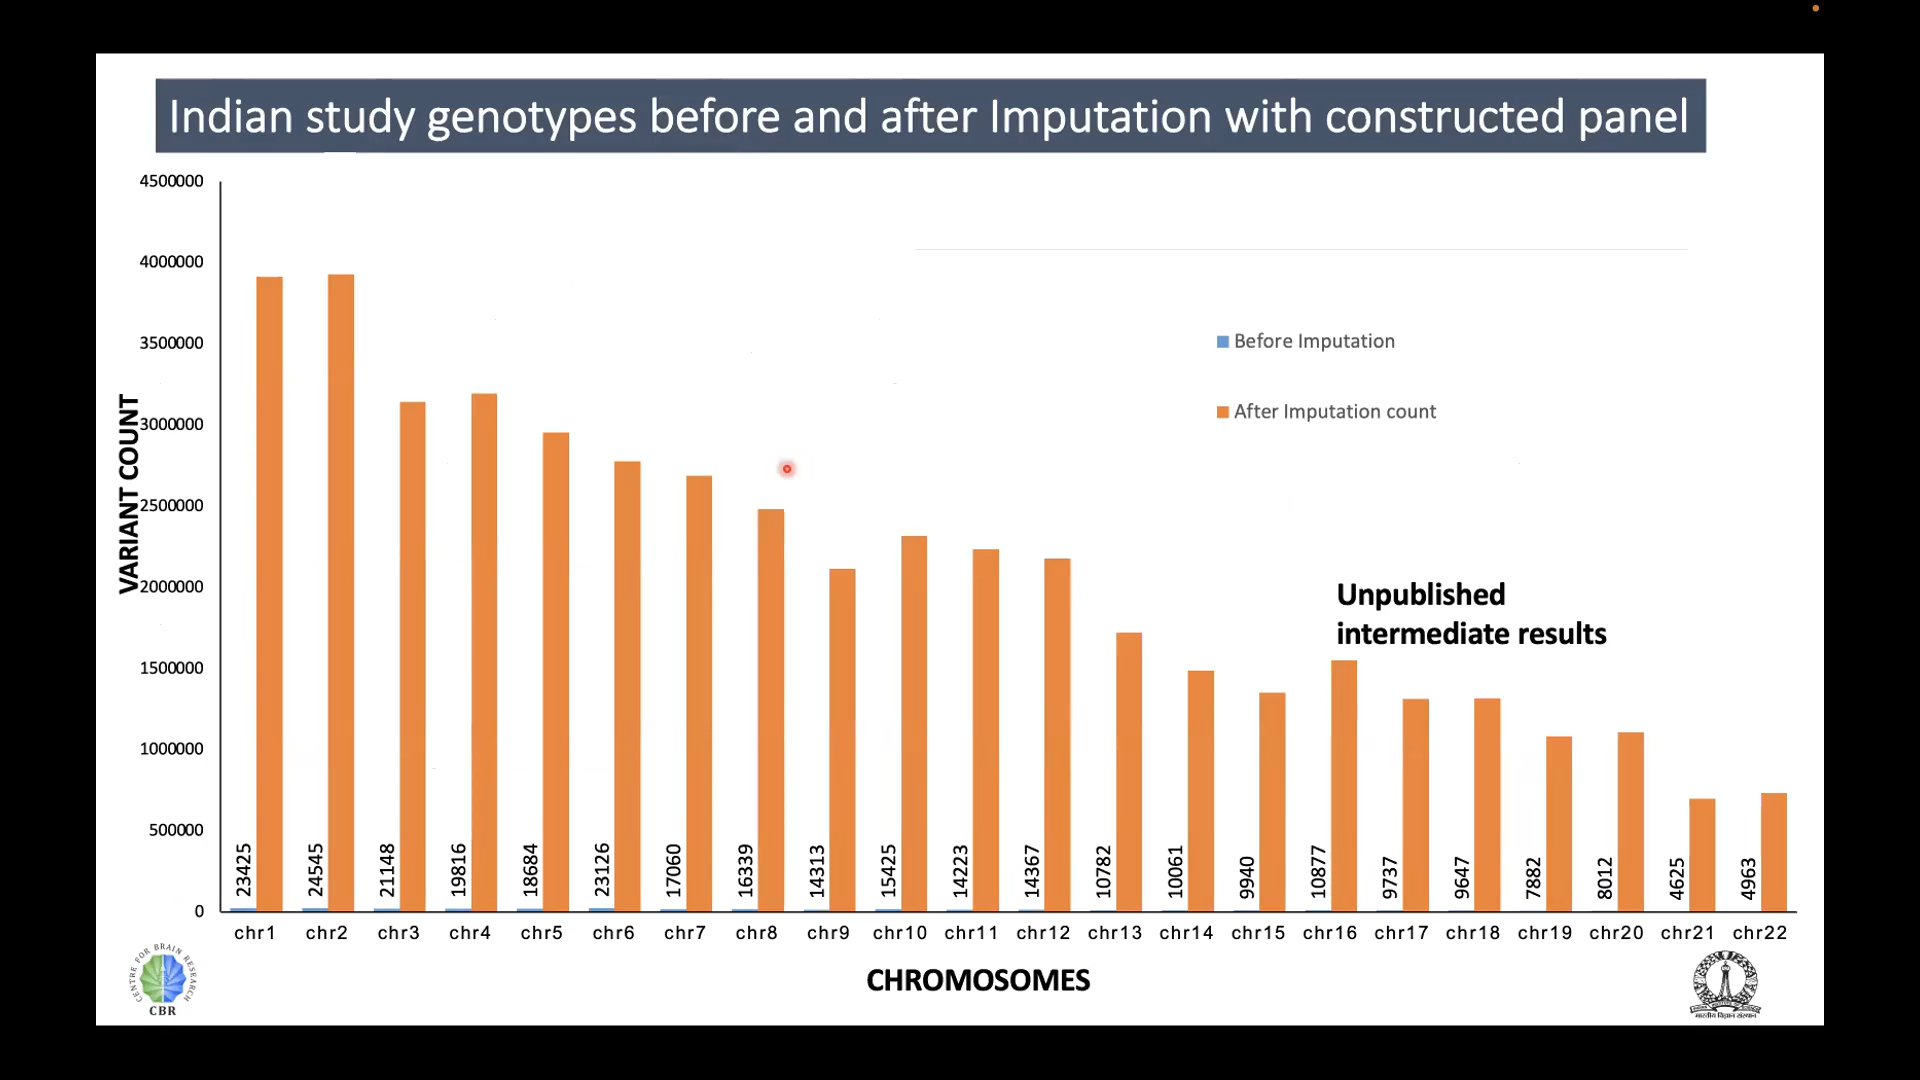 Indian study genotypes before and after Imputation with constructed panel
4500000
4000000
3500000
3000000
2500000
2000000
1500000
1000000
500000
0
VARIANT COUNT
Before Imputation
After Imputation count
Unpublished
intermediate results
23425 24545 21148 19816 18684 23126 17060 16339 14313 15425 14223 14367 10782 10061 9940 10877 9737 9647 7882 8012 4625 4963
chr1 chr2 chr3 chr4 chr5 chr6 chr7 chr8 chr9 chr10 chr11 chr12 chr13 chr14 chr15 chr16 chr17 chr18 chr19 chr20 chr21 chr22
CHROMOSOMES
CENTRE FOR BRAIN RESEARCH
CBR
भारतीय विज्ञान संस्थान